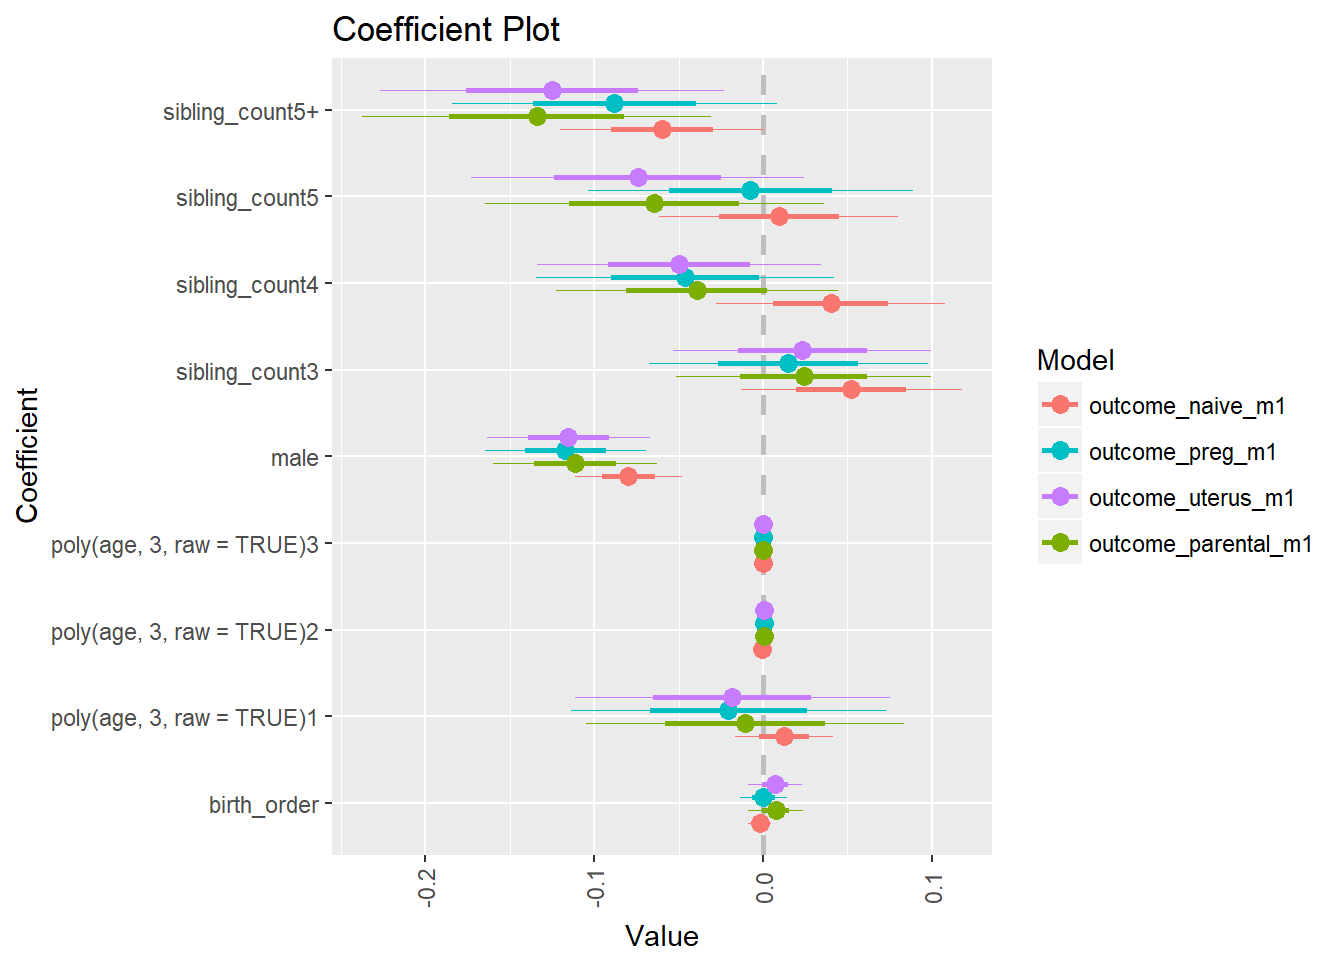 Coefficient Plot
Coefficient
sibling_count5+
sibling_count5
sibling_count4
sibling_count3
male
poly(age, 3, raw = TRUE)3
poly(age, 3, raw = TRUE)2
poly(age, 3, raw = TRUE)1
birth_order
-0.2
-0.1
0.0
0.1
Value
Model
outcome_naive_m1
outcome_preg_m1
outcome_uterus_m1
outcome_parental_m1